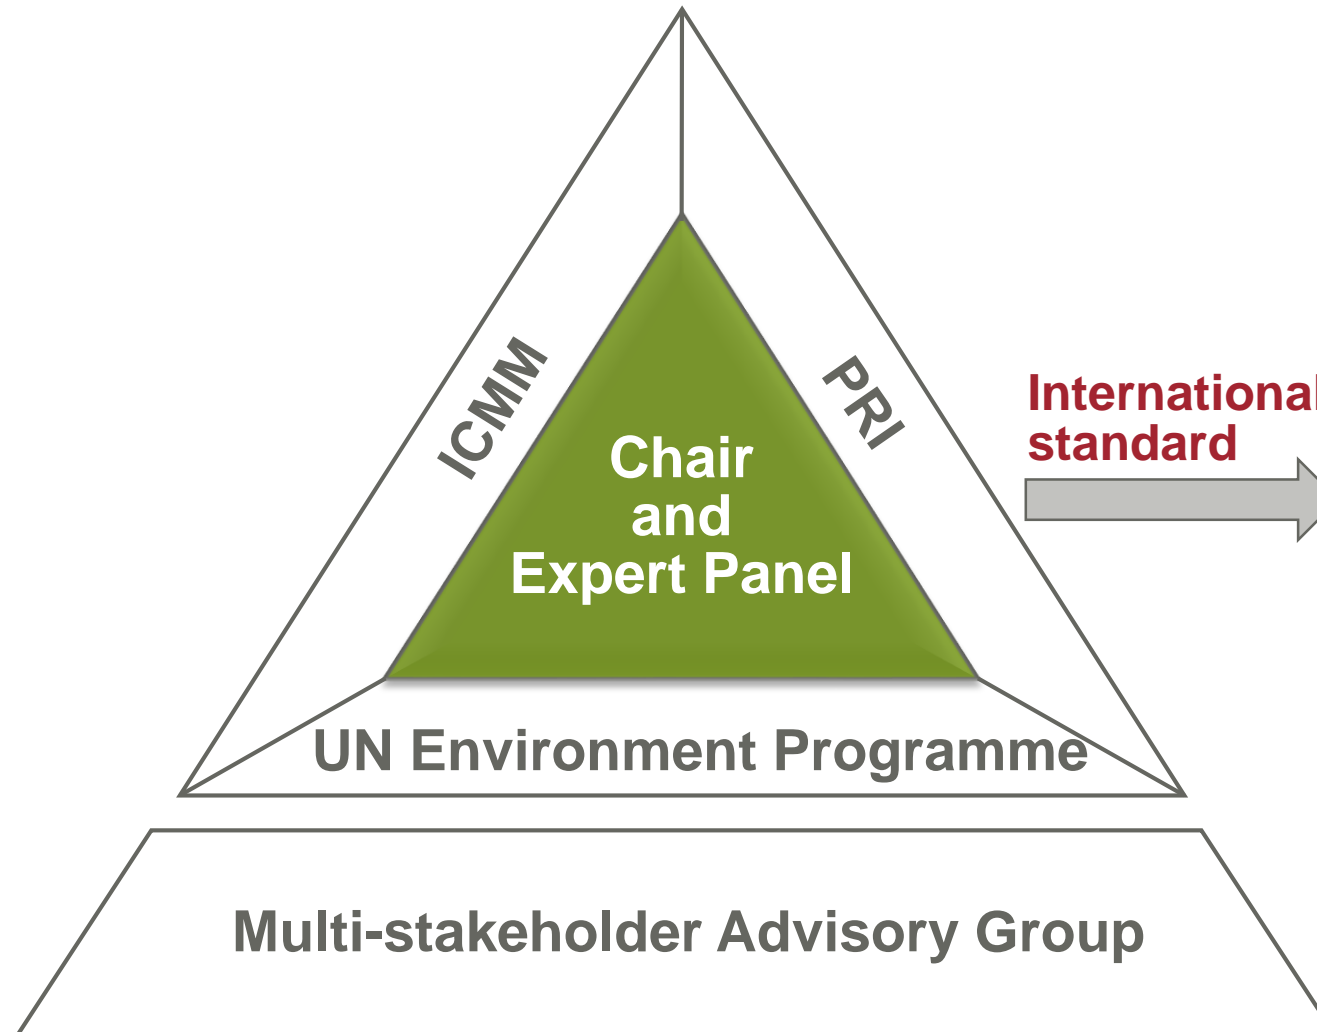 ICMM
PRI
International
standard
Chair
and
Expert Panel
UN Environment Programme
Multi-stakeholder Advisory Group